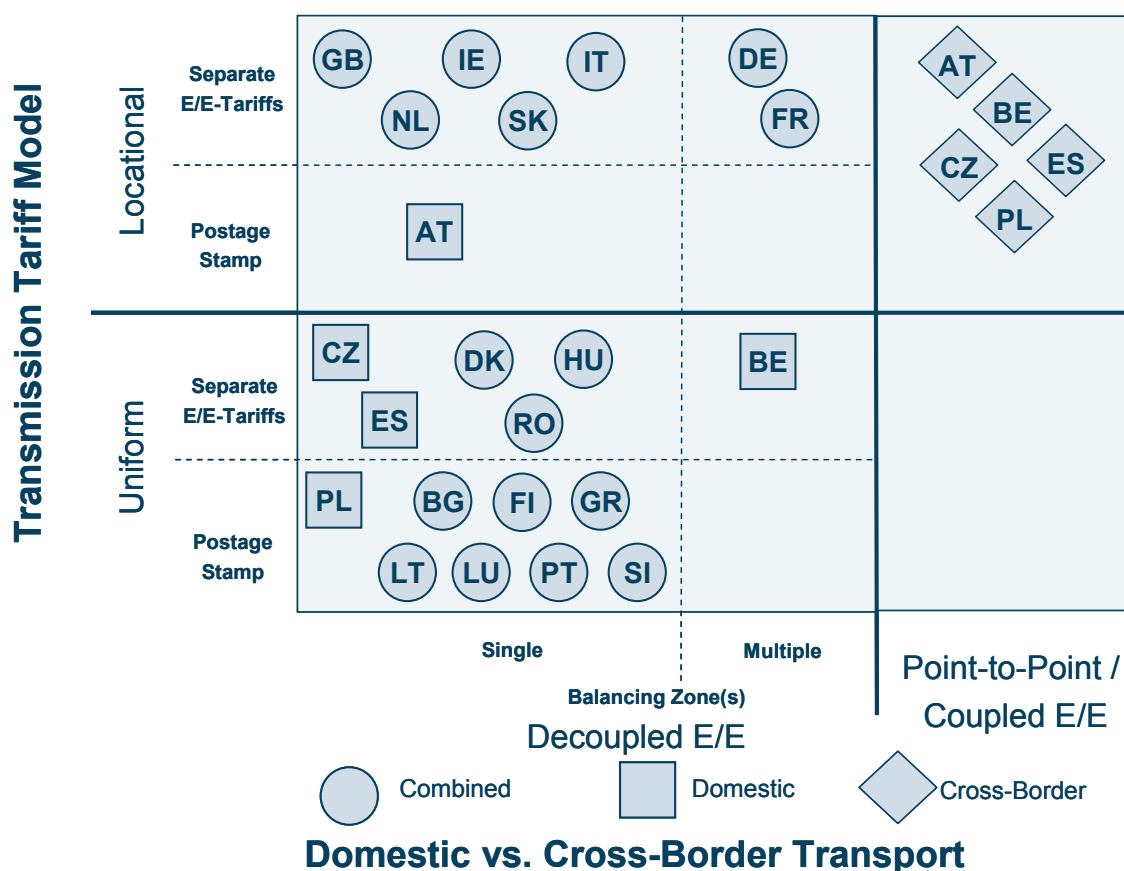 Transmission Tariff Model
Locational
Separate
E/E-Tariffs
GB
IE
IT
DE
NL
SK
FR
AT
BE
CZ
ES
PL
Postage
Stamp
AT
Uniform
Separate
E/E-Tariffs
CZ
DK
HU
BE
ES
RO
Postage
Stamp
PL
BG
FI
GR
LT
LU
PT
SI
Single
Multiple
Balancing Zone(s)
Decoupled E/E
Point-to-Point /
Coupled E/E
Combined
Domestic
Cross-Border
Domestic vs. Cross-Border Transport